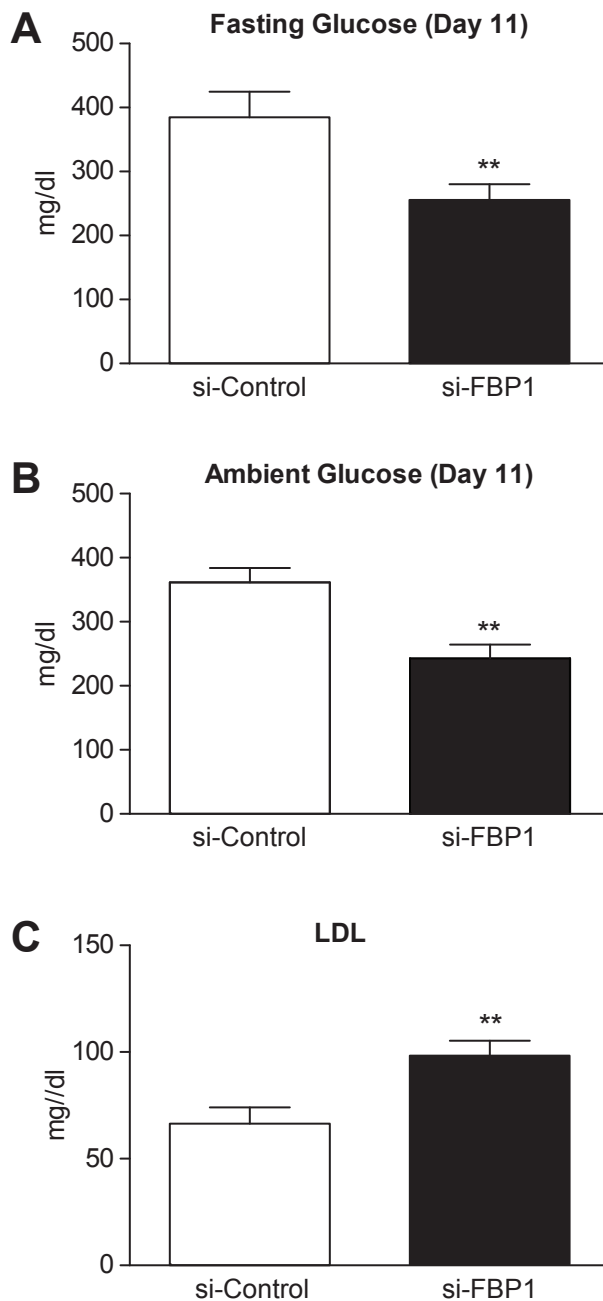 A
Fasting Glucose (Day 11)
500
400
300
200
100
0
mg/dl
**
si-Control
si-FBP1
B
Ambient Glucose (Day 11)
500
400
300
200
100
0
mg/dl
**
si-Control
si-FBP1
C
LDL
150
100
50
0
mg//dl
**
si-Control
si-FBP1